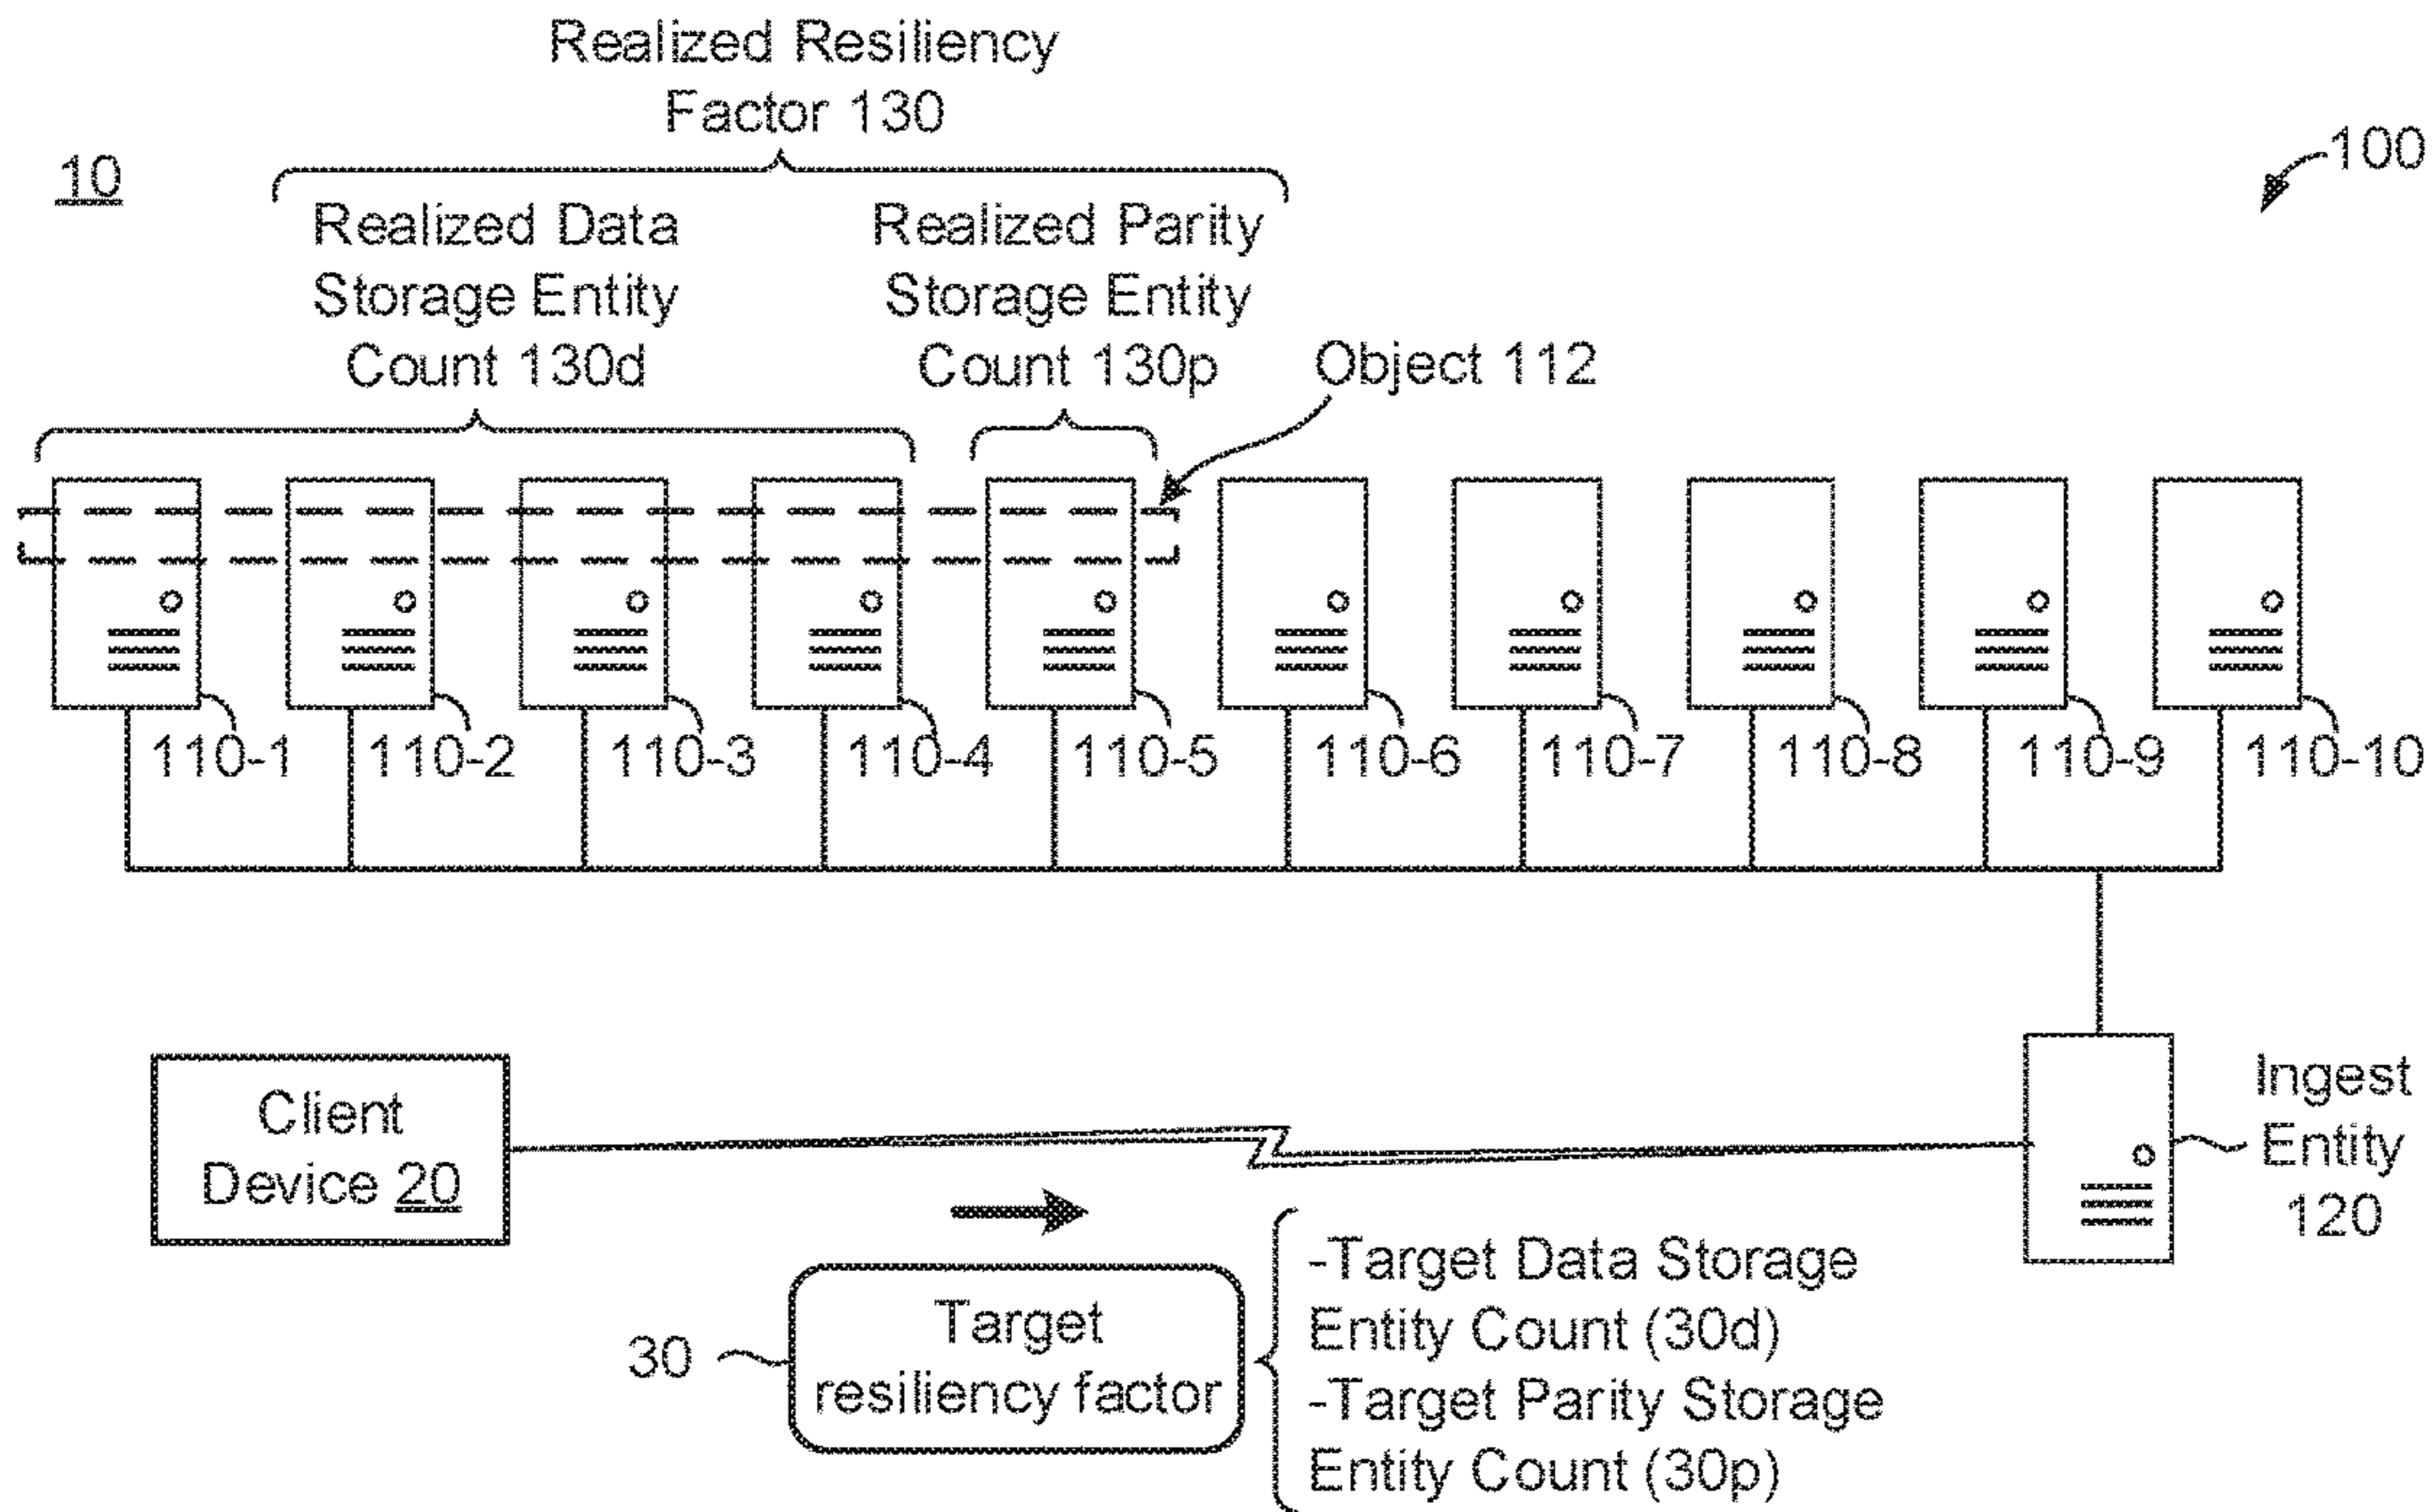 Realized Resiliency
Factor 130
10
100
Realized Data
Storage Entity
Count 130d
Realized Parity
Storage Entity
Count 130p
Object 112
110-1
110-2
110-3
110-4
110-5
110-6
110-7
110-8
110-9
110-10
Client
Device 20
Ingest
Entity
120
30
Target
resiliency factor
-Target Data Storage
Entity Count (30d)
-Target Parity Storage
Entity Count (30p)